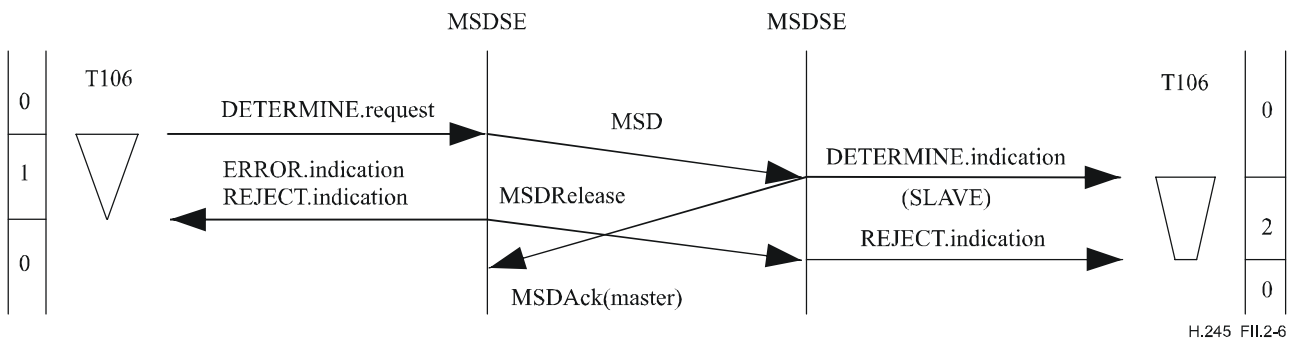 MSDSE
MSDSE
T106
T106
0
0
DETERMINE.request
MSD
DETERMINE.indication
1
ERROR.indication
REJECT.indication
MSDRelease
(SLAVE)
2
REJECT.indication
0
MSDAck(master)
0
H.245 FII.2-6